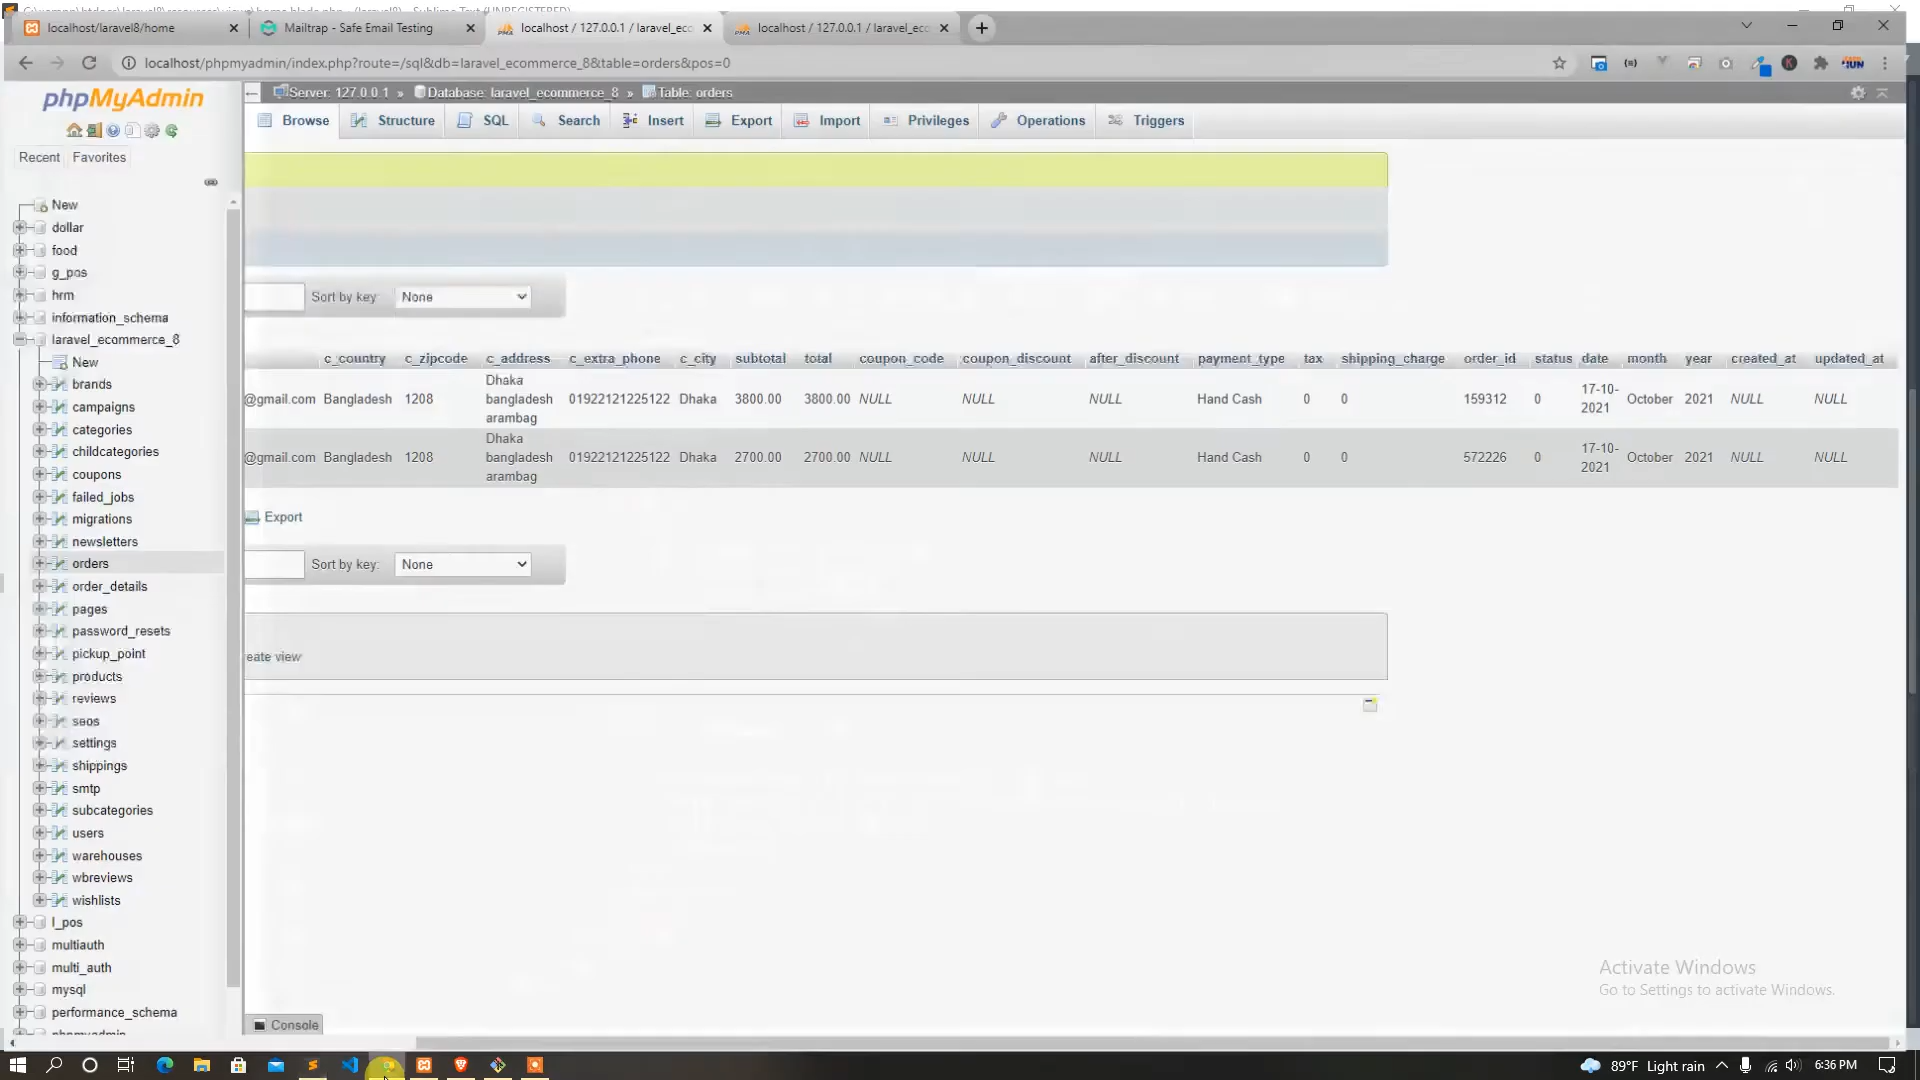 localhost/laravel8/home
Mailtrap - Safe Email Testing
localhost / 127.0.0.1 / laravel_ecc
localhost / 127.0.0.1 / laravel_ecc
localhost/phpmyadmin/index.php?route=/sql&db=laravel_ecommerce_8&table=orders&pos=0
phpMyAdmin
Server: 127.0.0.1 » Database: laravel_ecommerce_8 » Table: orders
Browse Structure SQL Search Insert Export Import Privileges Operations Triggers
Recent Favorites
New
dollar
food
g_pos
hrm
information_schema
laravel_ecommerce_8
New
brands
campaigns
categories
childcategories
coupons
failed_jobs
migrations
newsletters
orders
order_details
pages
password_resets
pickup_point
products
reviews
seos
settings
shippings
smtp
subcategories
users
warehouses
wbreviews
wishlists
l_pos
multiauth
multi_auth
mysql
performance_schema
phpmyadmin
Sort by key: None
c_country c_zipcode c_address c_extra_phone c_city subtotal total coupon_code coupon_discount after_discount payment_type tax shipping_charge order_id status date month year created_at updated_at
@gmail.com Bangladesh 1208 Dhaka bangladesh arambag 01922121225122 Dhaka 3800.00 3800.00 NULL NULL NULL Hand Cash 0 0 159312 0 17-10-2021 October 2021 NULL NULL
@gmail.com Bangladesh 1208 Dhaka bangladesh arambag 01922121225122 Dhaka 2700.00 2700.00 NULL NULL NULL Hand Cash 0 0 572226 0 17-10-2021 October 2021 NULL NULL
Export
Sort by key: None
eate view
Console
Activate Windows
Go to Settings to activate Windows.
89°F Light rain 6:36 PM